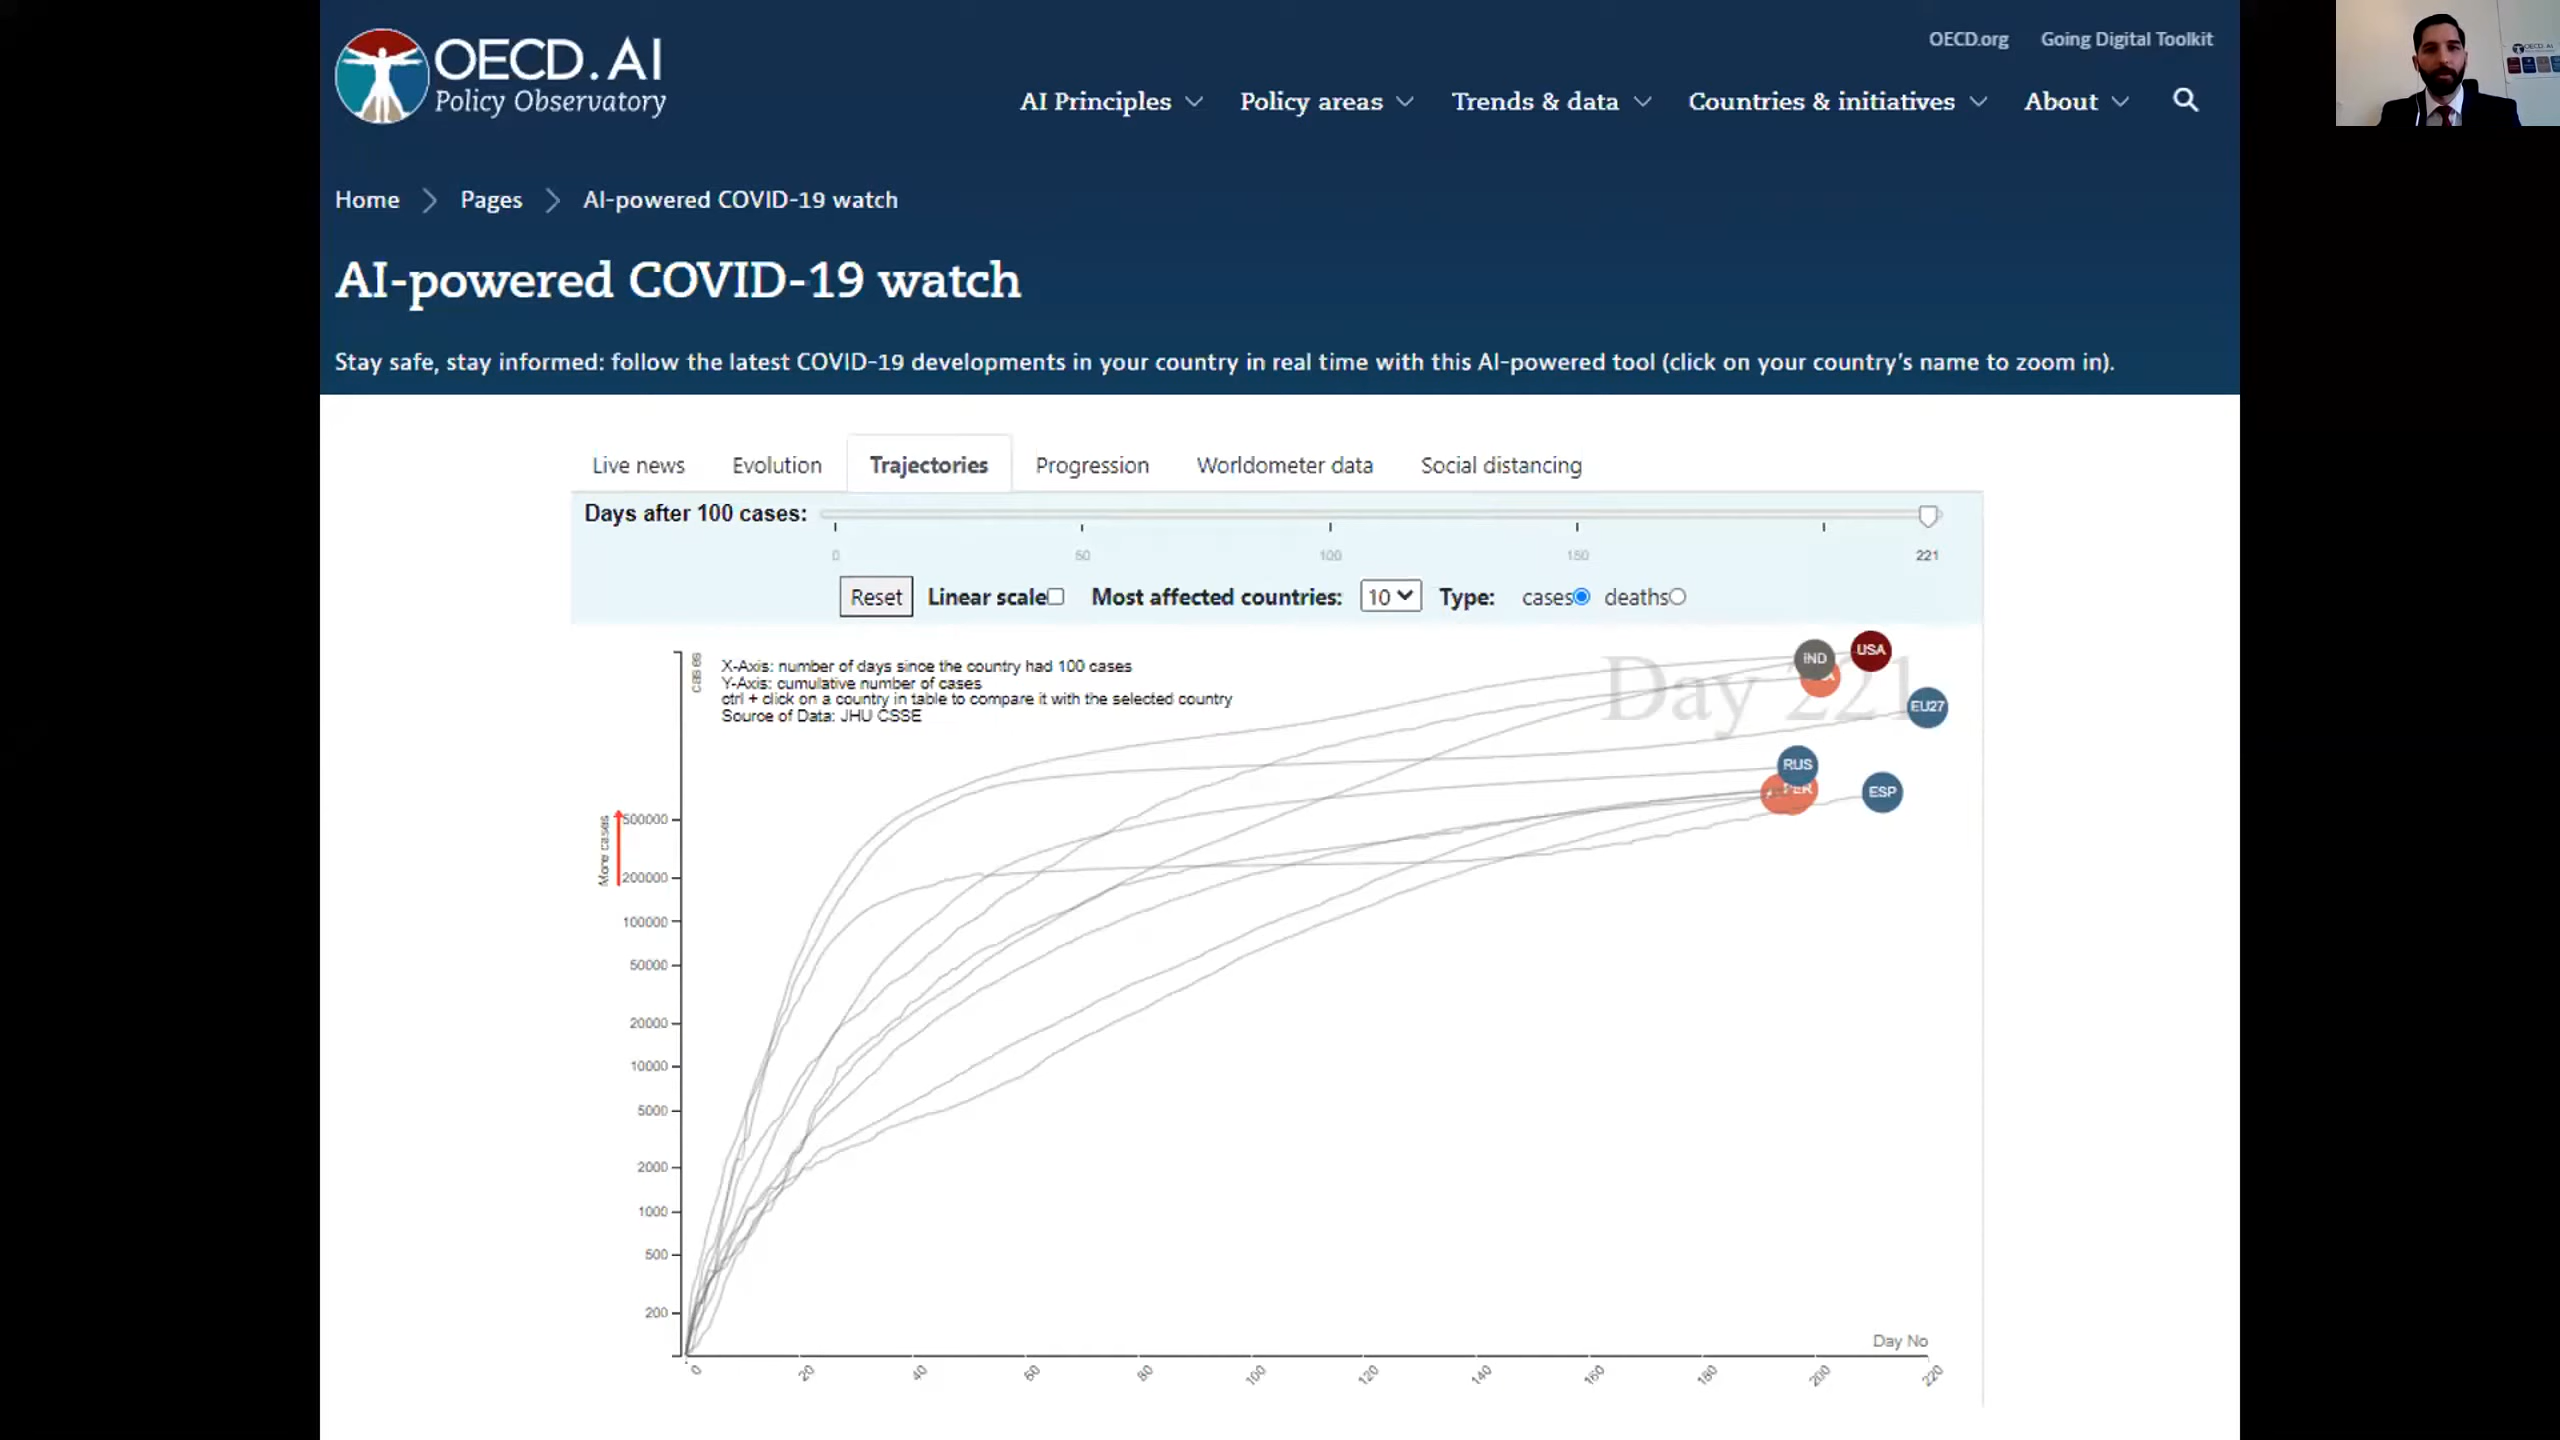 OECD.AI
Policy Observatory
OECD.org
Going Digital Toolkit
AI Principles
Policy areas
Trends & data
Countries & initiatives
About
Home
Pages
AI-powered COVID-19 watch
AI-powered COVID-19 watch
Stay safe, stay informed: follow the latest COVID-19 developments in your country in real time with this AI-powered tool (click on your country's name to zoom in).
Live news
Evolution
Trajectories
Progression
Worldometer data
Social distancing
Days after 100 cases:
0
50
100
150
221
Reset
Linear scale
Most affected countries:
10
Type:
cases
deaths
cases
X-Axis: number of days since the country had 100 cases
Y-Axis: cumulative number of cases
ctrl + click on a country in table to compare it with the selected country
Source of Data: JHU CSSE
Day 221
IND
USA
EU27
RUS
PER
ESP
More cases
500000
200000
100000
50000
20000
10000
5000
2000
1000
500
200
Day No
0
20
40
60
80
100
120
140
160
180
200
220